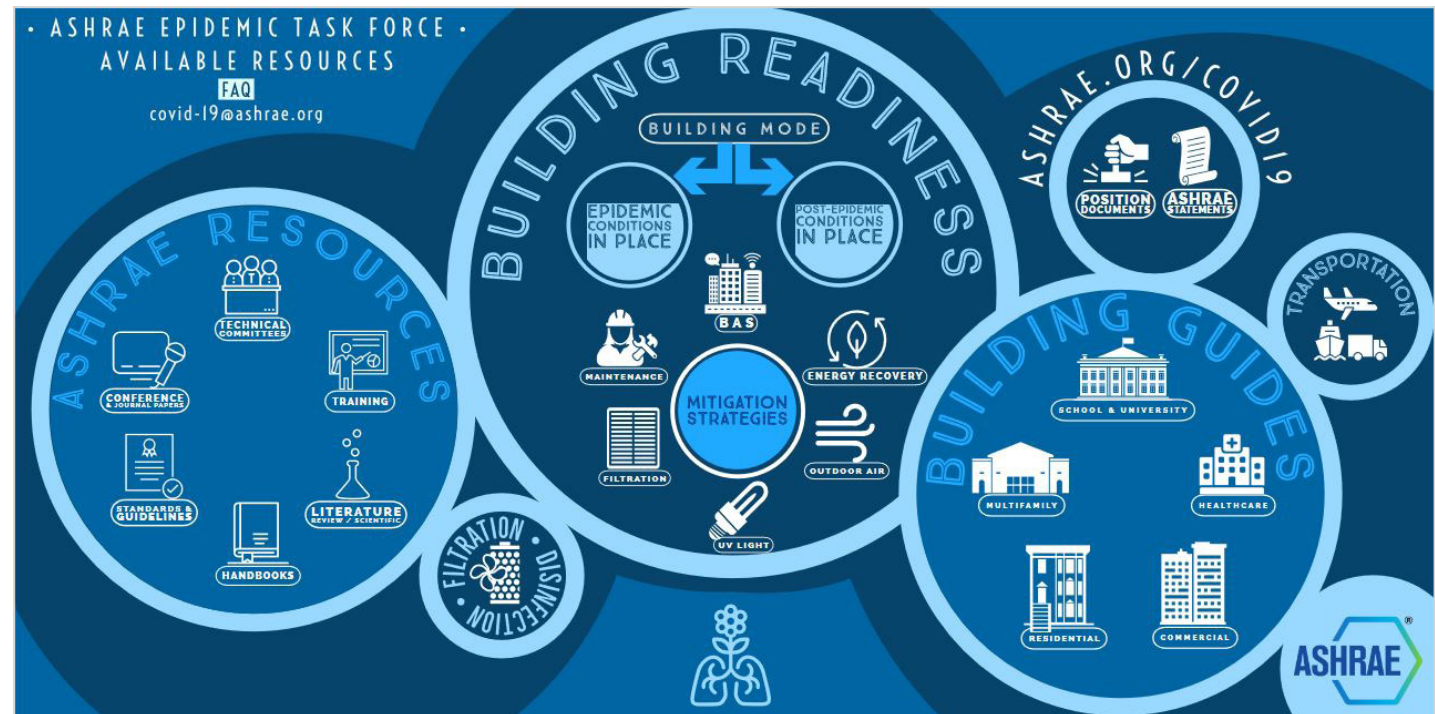 • ASHRAE EPIDEMIC TASK FORCE •
AVAILABLE RESOURCES
FAQ
covid-19@ashrae.org
ASHRAE RESOURCES
TECHNICAL
COMMITTEES
CONFERENCE
& JOURNAL PAPERS
TRAINING
STANDARDS &
GUIDELINES
LITERATURE
REVIEW / SCIENTIFIC
HANDBOOKS
FILTRATION • DISINFECTION •
BUILDING READINESS
BUILDING MODE
EPIDEMIC
CONDITIONS
IN PLACE
POST-EPIDEMIC
CONDITIONS
IN PLACE
BAS
MAINTENANCE
ENERGY RECOVERY
MITIGATION
STRATEGIES
FILTRATION
OUTDOOR AIR
UV LIGHT
ASHRAE.ORG/COVID19
POSITION
DOCUMENTS
ASHRAE
STATEMENTS
TRANSPORTATION
BUILDING GUIDES
SCHOOL & UNIVERSITY
MULTIFAMILY
HEALTHCARE
RESIDENTIAL
COMMERCIAL
ASHRAE®